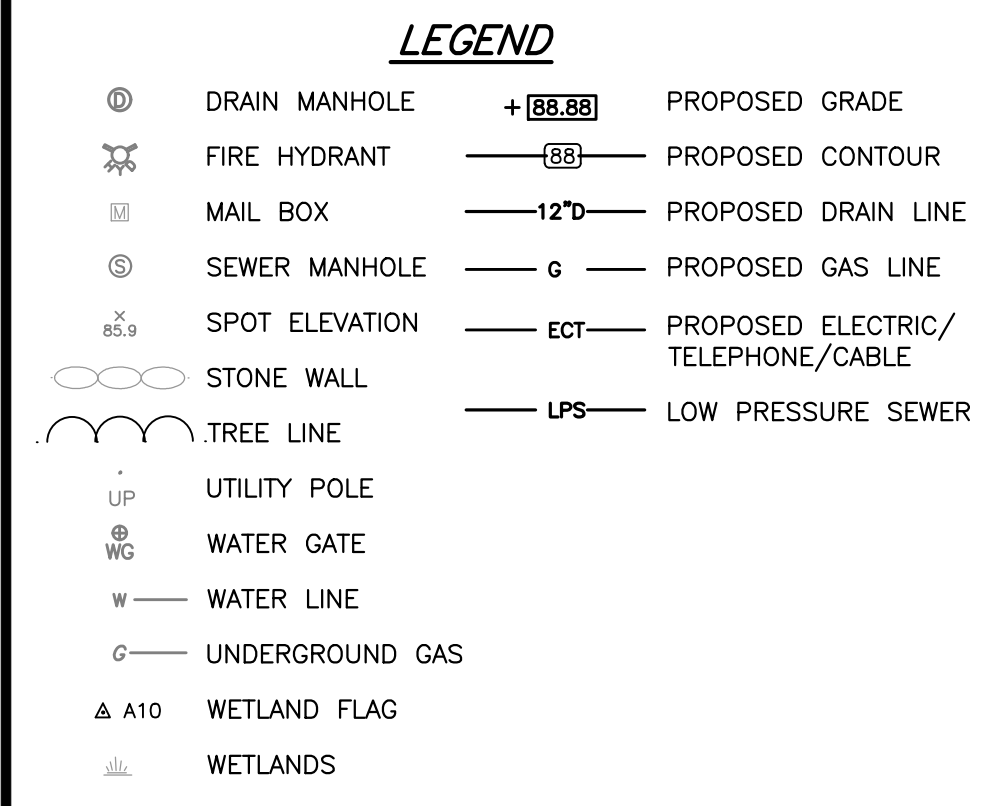 LEGEND
D DRAIN MANHOLE
FIRE HYDRANT
M MAIL BOX
S SEWER MANHOLE
×
85.9 SPOT ELEVATION
STONE WALL
TREE LINE
UP UTILITY POLE
WG WATER GATE
W WATER LINE
G UNDERGROUND GAS
A10 WETLAND FLAG
WETLANDS
+ 88.88 PROPOSED GRADE
88 PROPOSED CONTOUR
12"D PROPOSED DRAIN LINE
G PROPOSED GAS LINE
ECT PROPOSED ELECTRIC/
TELEPHONE/CABLE
LPS LOW PRESSURE SEWER